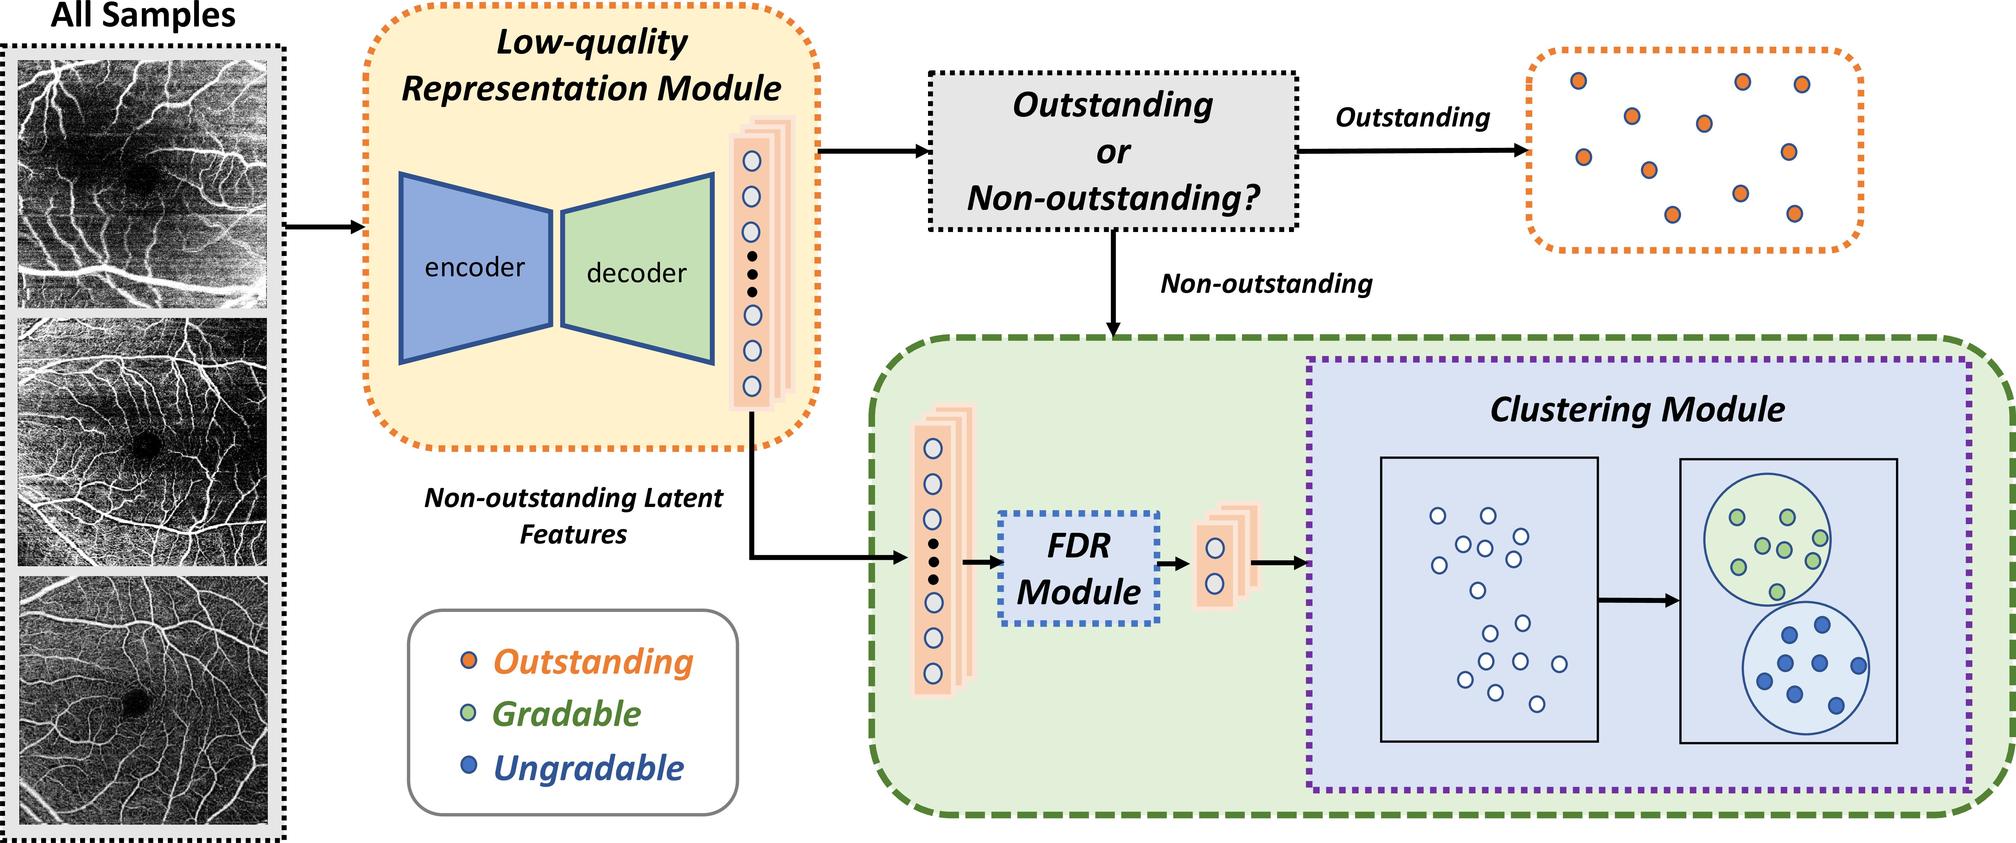 All Samples
Low-quality
Representation Module
encoder
decoder
Outstanding
or
Non-outstanding?
Outstanding
Non-outstanding
Non-outstanding Latent
Features
FDR
Module
Clustering Module
Outstanding
Gradable
Ungradable